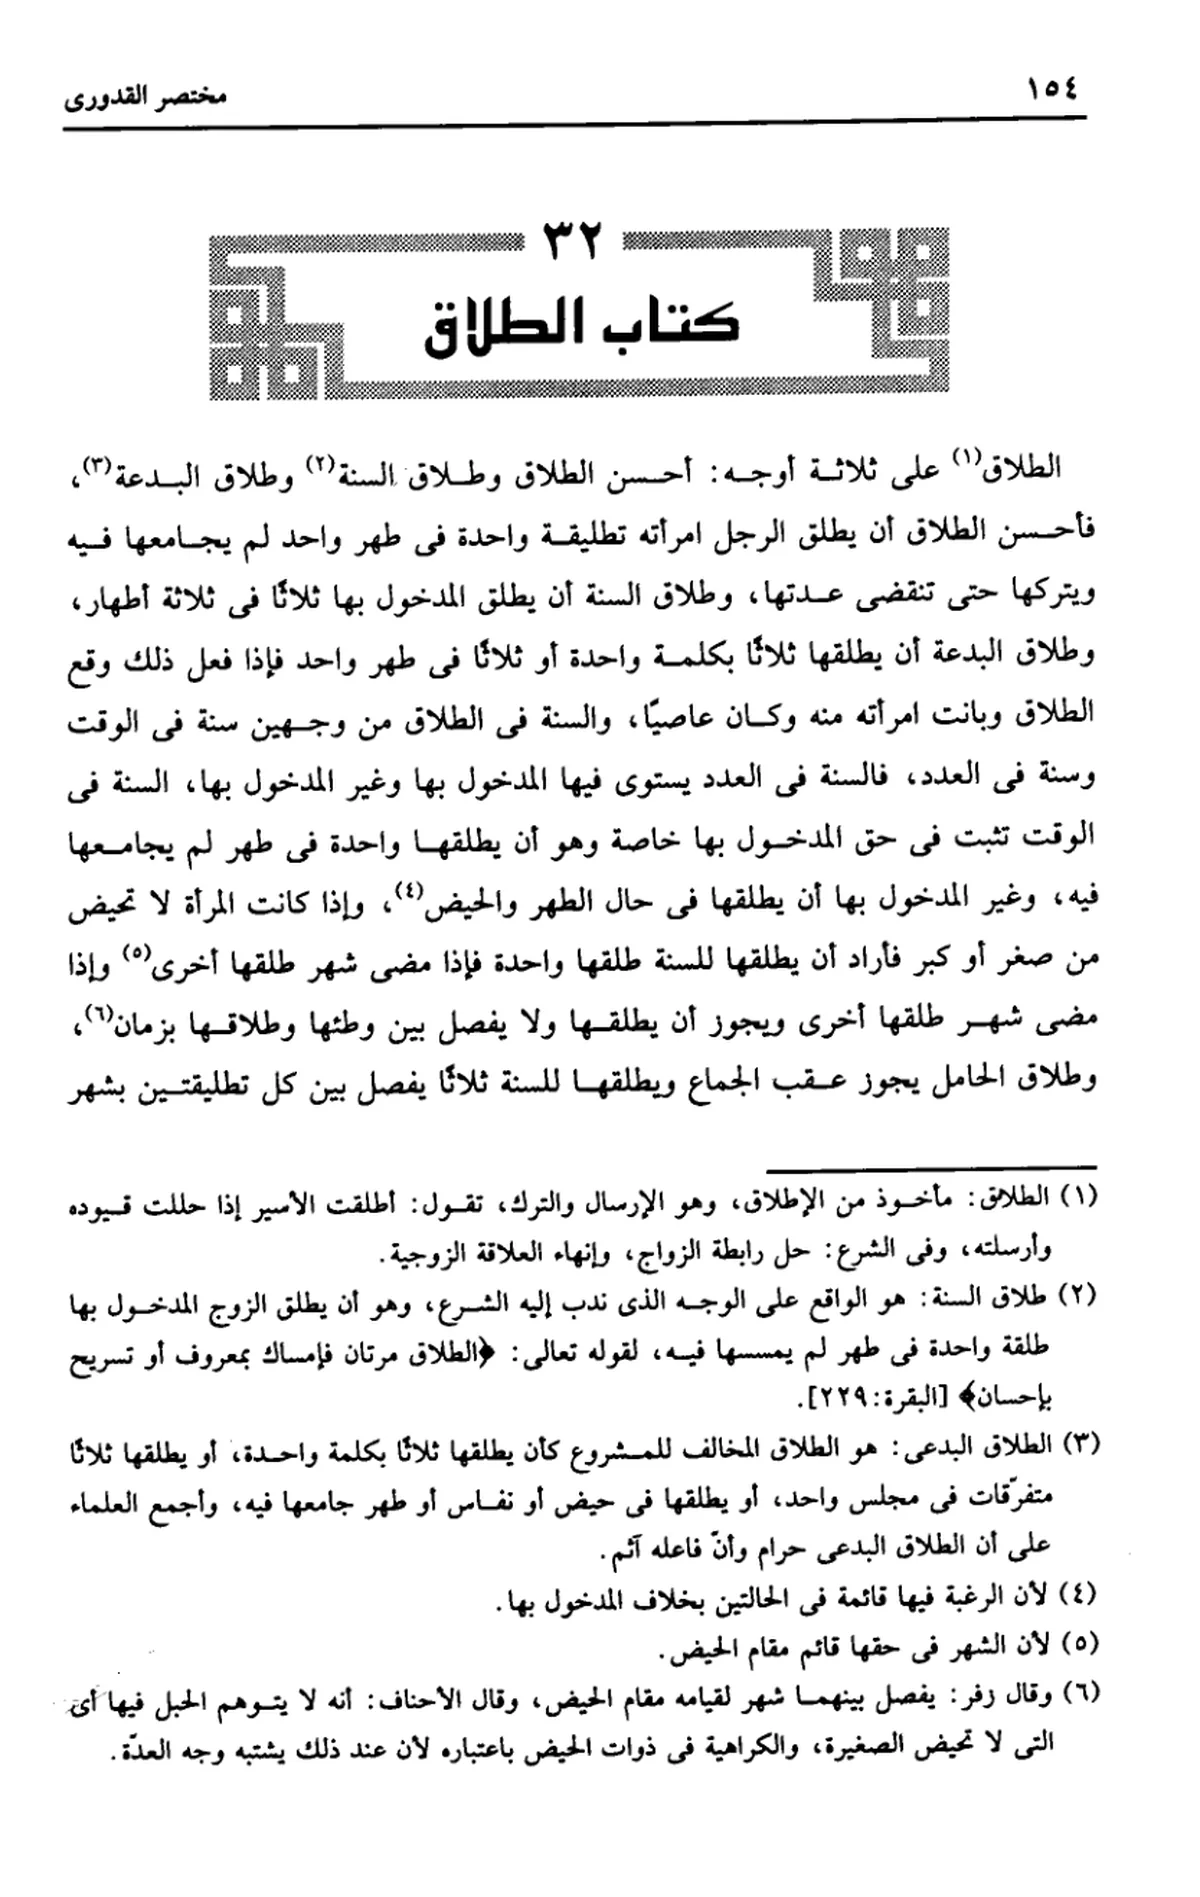 ١٥٤
مختصر القدورى
٣٢
كتاب الطلاق
الطلاق(١) على ثلاثة أوجه: أحسن الطلاق وطلاق السنة(٢) وطلاق البدعة(٣)،
فأحسن الطلاق أن يطلق الرجل امرأته تطليقة واحدة فى طهر واحد لم يجامعها فيه
ويتركها حتى تنقضى عدتها، وطلاق السنة أن يطلق المدخول بها ثلاثًا فى ثلاثة أطهار،
وطلاق البدعة أن يطلقها ثلاثًا بكلمة واحدة أو ثلاثًا فى طهر واحد فإذا فعل ذلك وقع
الطلاق وبانت امرأته منه وكان عاصيًا، والسنة فى الطلاق من وجهين سنة فى الوقت
وسنة فى العدد، فالسنة فى العدد يستوى فيها المدخول بها وغير المدخول بها، السنة فى
الوقت تثبت فى حق المدخول بها خاصة وهو أن يطلقها واحدة فى طهر لم يجامعها
فيه، وغير المدخول بها أن يطلقها فى حال الطهر والحيض(٤)، وإذا كانت المرأة لا تحيض
من صغر أو كبر فأراد أن يطلقها للسنة طلقها واحدة فإذا مضى شهر طلقها أخرى(٥) وإذا
مضى شهر طلقها أخرى ويجوز أن يطلقها ولا يفصل بين وطئها وطلاقها بزمان(٦)،
وطلاق الحامل يجوز عقب الجماع ويطلقها للسنة ثلاثًا يفصل بين كل تطليقتين بشهر
(١) الطلاق: مأخوذ من الإطلاق، وهو الإرسال والترك، تقول: أطلقت الأسير إذا حللت قيوده
وأرسلته، وفى الشرع: حل رابطة الزواج، وإنهاء العلاقة الزوجية.
(٢) طلاق السنة: هو الواقع على الوجه الذى ندب إليه الشرع، وهو أن يطلق الزوج المدخول بها
طلقة واحدة فى طهر لم يمسسها فيه، لقوله تعالى: ﴿الطلاق مرتان فإمساك بمعروف أو تسريح
بإحسان﴾ [البقرة:٢٢٩].
(٣) الطلاق البدعى: هو الطلاق المخالف للمشروع كأن يطلقها ثلاثًا بكلمة واحدة، أو يطلقها ثلاثًا
متفرّقات فى مجلس واحد، أو يطلقها فى حيض أو نفاس أو طهر جامعها فيه، وأجمع العلماء
على أن الطلاق البدعى حرام وأنّ فاعله آثم.
(٤) لأن الرغبة فيها قائمة فى الحالتين بخلاف المدخول بها.
(٥) لأن الشهر فى حقها قائم مقام الحيض.
(٦) وقال زفر: يفصل بينهما شهر لقيامه مقام الحيض، وقال الأحناف: أنه لا يتوهم الحبل فيها أى
التى لا تحيض الصغيرة، والكراهية فى ذوات الحيض باعتباره لأن عند ذلك يشتبه وجه العدّة.